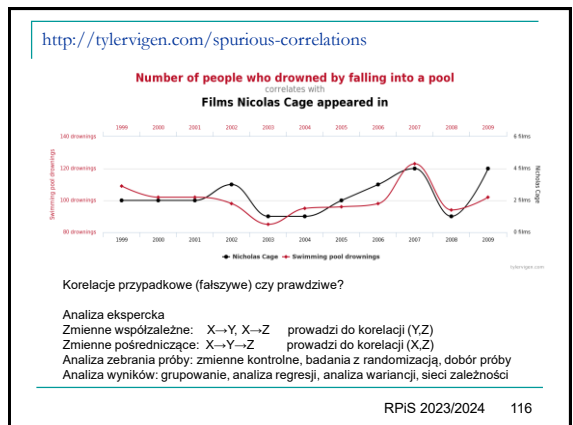 http://tylervigen.com/spurious-correlations
Number of people who drowned by falling into a pool
correlates with
Films Nicolas Cage appeared in
1999 2000 2001 2002 2003 2004 2005 2006 2007 2008 2009
140 drownings 6 films
120 drownings 4 films
100 drownings 2 films
80 drownings 0 films
Swimming pool drownings
Nicholas Cage
1999 2000 2001 2002 2003 2004 2005 2006 2007 2008 2009
Nicholas Cage Swimming pool drownings
tylervigen.com
Korelacje przypadkowe (fałszywe) czy prawdziwe?
Analiza ekspercka
Zmienne współzależne: X→Y, X→Z prowadzi do korelacji (Y,Z)
Zmienne pośredniczące: X→Y→Z prowadzi do korelacji (X,Z)
Analiza zebrania próby: zmienne kontrolne, badania z randomizacją, dobór próby
Analiza wyników: grupowanie, analiza regresji, analiza wariancji, sieci zależności
RPiS 2023/2024 116